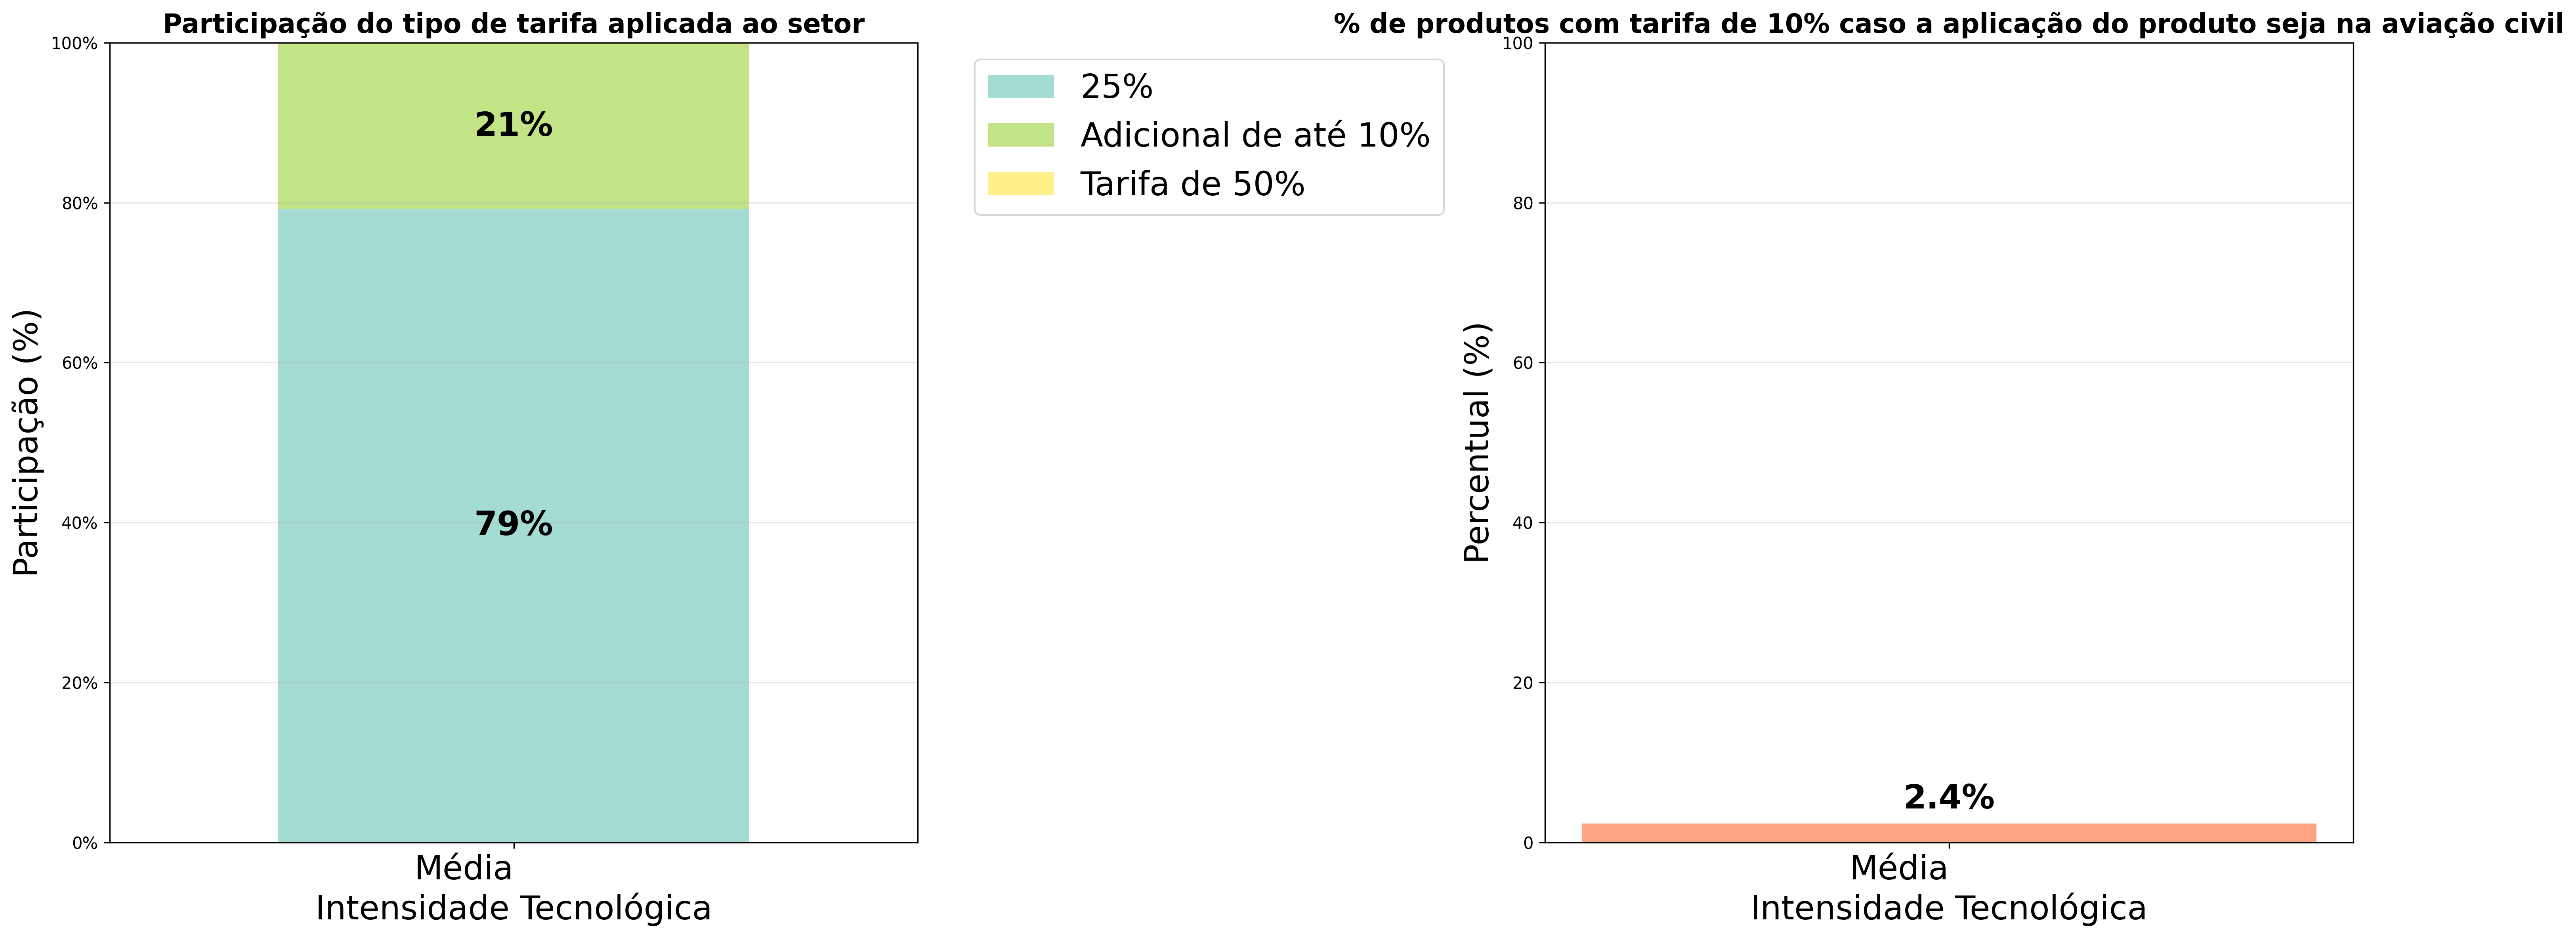 Participação do tipo de tarifa aplicada ao setor
100%
80%
60%
40%
20%
0%
Participação (%)
21%
79%
Média
Intensidade Tecnológica
25%
Adicional de até 10%
Tarifa de 50%
% de produtos com tarifa de 10% caso a aplicação do produto seja na aviação civil
100
80
60
40
20
0
Percentual (%)
2.4%
Média
Intensidade Tecnológica